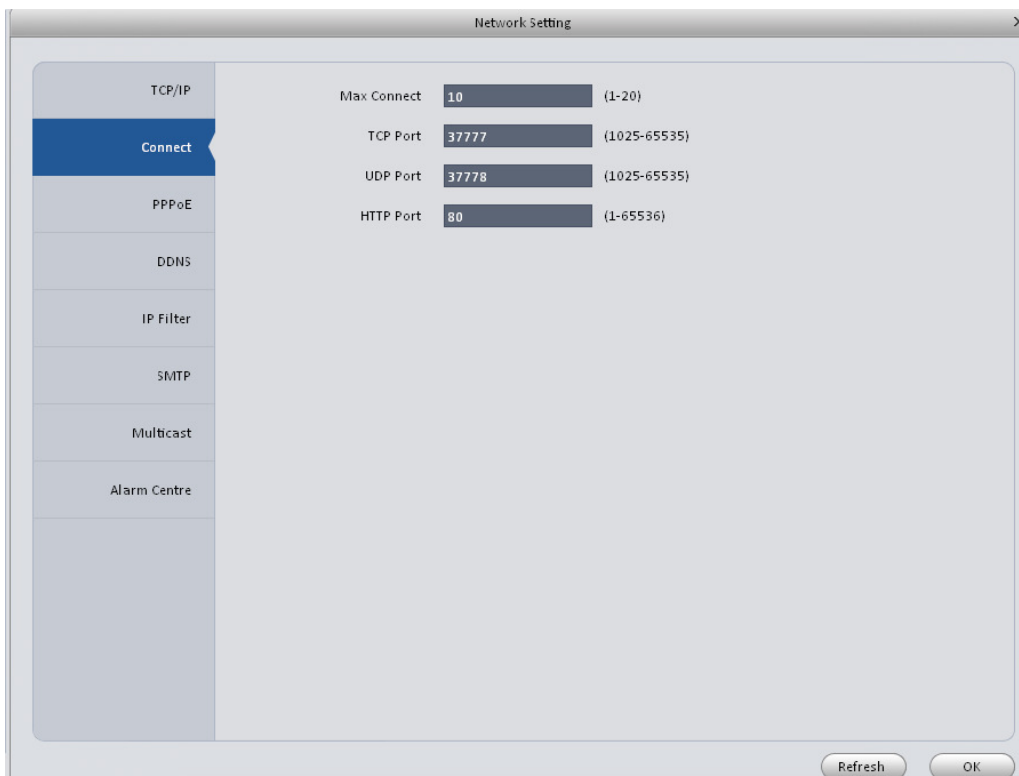 Network Setting X
TCP/IP
Connect
PPPoE
DDNS
IP Filter
SMTP
Multicast
Alarm Centre
Max Connect 10 (1-20)
TCP Port 37777 (1025-65535)
UDP Port 37778 (1025-65535)
HTTP Port 80 (1-65536)
Refresh OK